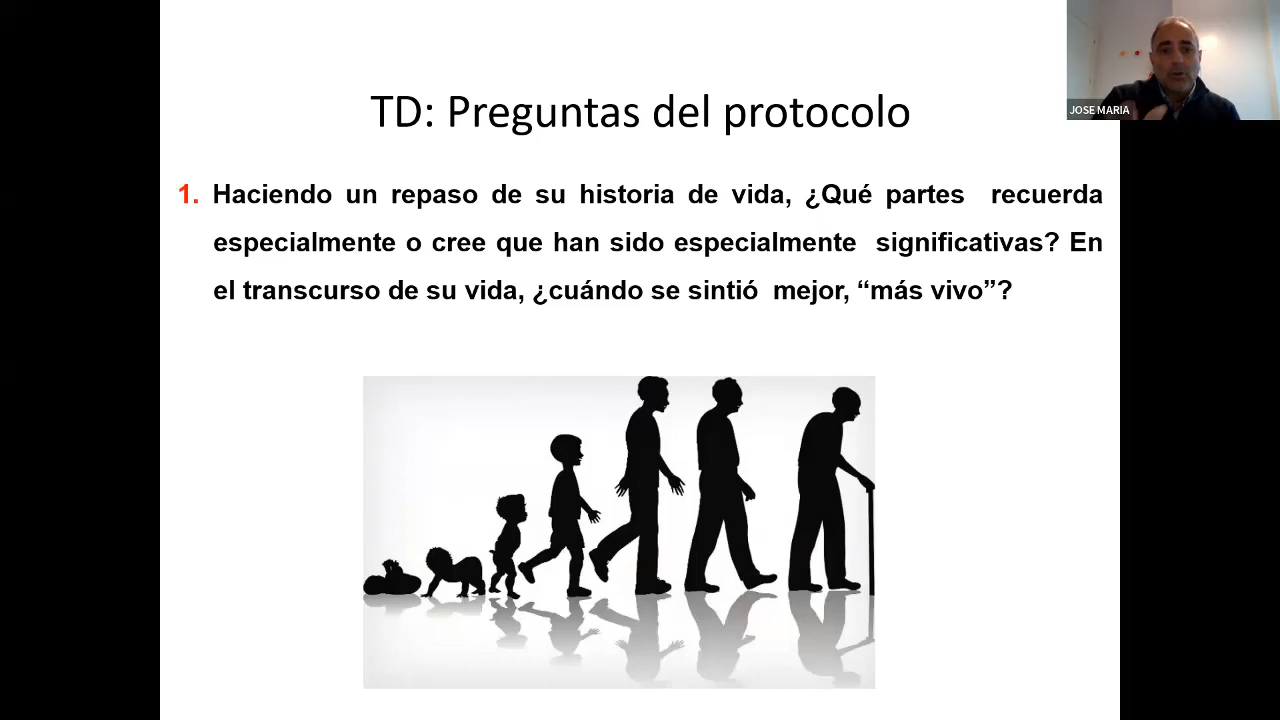 JOSE MARIA
TD: Preguntas del protocolo
1. Haciendo un repaso de su historia de vida, ¿Qué partes recuerda
especialmente o cree que han sido especialmente significativas? En
el transcurso de su vida, ¿cuándo se sintió mejor, “más vivo”?